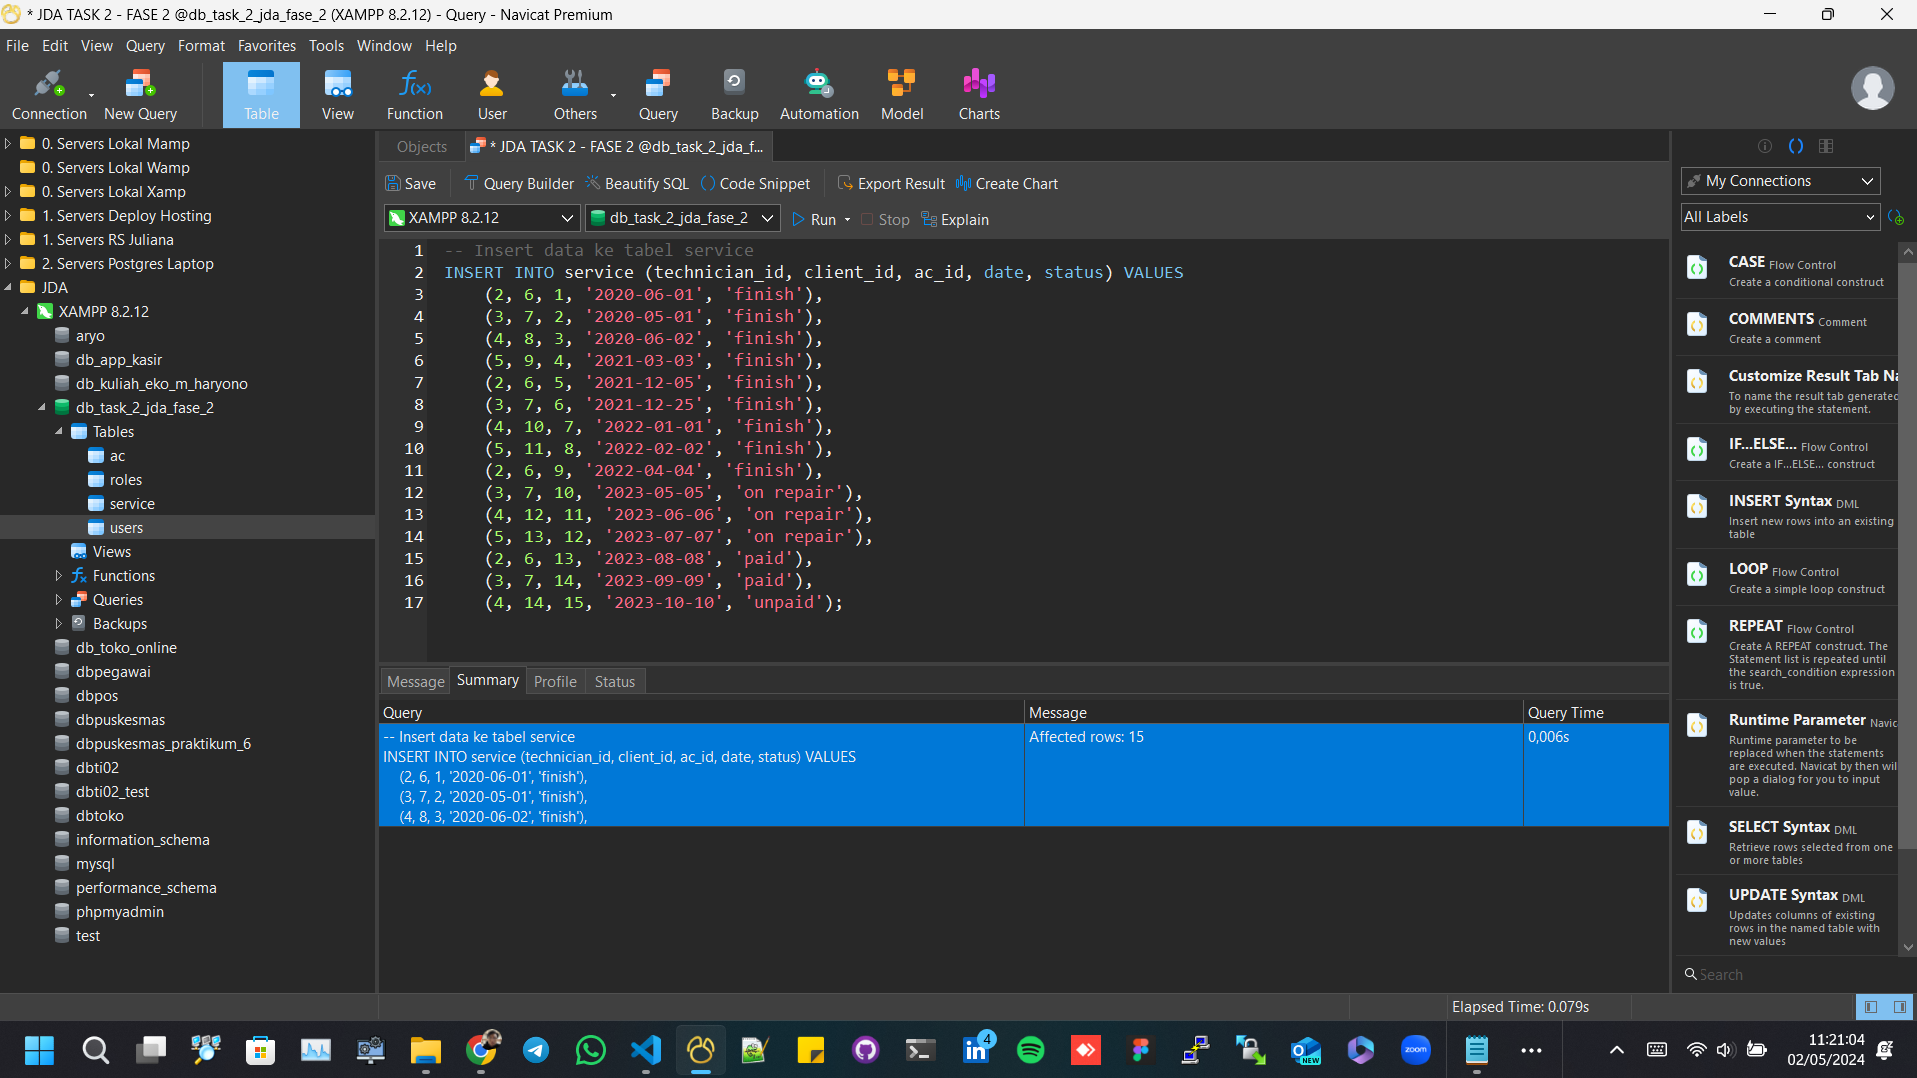 * JDA TASK 2 - FASE 2 @db_task_2_jda_fase_2 (XAMPP 8.2.12) - Query - Navicat Premium
File Edit View Query Format Favorites Tools Window Help
Connection New Query Table View Function User Others Query Backup Automation Model Charts
0. Servers Lokal Mamp
0. Servers Lokal Wamp
0. Servers Lokal Xamp
1. Servers Deploy Hosting
1. Servers RS Juliana
2. Servers Postgres Laptop
JDA
XAMPP 8.2.12
aryo
db_app_kasir
db_kuliah_eko_m_haryono
db_task_2_jda_fase_2
Tables
ac
roles
service
users
Views
Functions
Queries
Backups
db_toko_online
dbpegawai
dbpos
dbpuskesmas
dbpuskesmas_praktikum_6
dbti02
dbti02_test
dbtoko
information_schema
mysql
performance_schema
phpmyadmin
test
Objects * JDA TASK 2 - FASE 2 @db_task_2_jda_f...
Save Query Builder Beautify SQL Code Snippet Export Result Create Chart
XAMPP 8.2.12 db_task_2_jda_fase_2 Run Stop Explain
1 -- Insert data ke tabel service
2 INSERT INTO service (technician_id, client_id, ac_id, date, status) VALUES
3 (2, 6, 1, '2020-06-01', 'finish'),
4 (3, 7, 2, '2020-05-01', 'finish'),
5 (4, 8, 3, '2020-06-02', 'finish'),
6 (5, 9, 4, '2021-03-03', 'finish'),
7 (2, 6, 5, '2021-12-05', 'finish'),
8 (3, 7, 6, '2021-12-25', 'finish'),
9 (4, 10, 7, '2022-01-01', 'finish'),
10 (5, 11, 8, '2022-02-02', 'finish'),
11 (2, 6, 9, '2022-04-04', 'finish'),
12 (3, 7, 10, '2023-05-05', 'on repair'),
13 (4, 12, 11, '2023-06-06', 'on repair'),
14 (5, 13, 12, '2023-07-07', 'on repair'),
15 (2, 6, 13, '2023-08-08', 'paid'),
16 (3, 7, 14, '2023-09-09', 'paid'),
17 (4, 14, 15, '2023-10-10', 'unpaid');
Message Summary Profile Status
Query Message Query Time
-- Insert data ke tabel service Affected rows: 15 0,006s
INSERT INTO service (technician_id, client_id, ac_id, date, status) VALUES
(2, 6, 1, '2020-06-01', 'finish'),
(3, 7, 2, '2020-05-01', 'finish'),
(4, 8, 3, '2020-06-02', 'finish'),
My Connections
All Labels
CASE Flow Control
Create a conditional construct
COMMENTS Comment
Create a comment
Customize Result Tab Na
To name the result tab generated
by executing the statement.
IF...ELSE... Flow Control
Create a IF...ELSE... construct
INSERT Syntax DML
Insert new rows into an existing
table
LOOP Flow Control
Create a simple loop construct
REPEAT Flow Control
Create A REPEAT construct. The
Statement list is repeated until
the search_condition expression
is true.
Runtime Parameter Navic
Runtime parameter to be
replaced when the statements
are executed. Navicat by then wil
pop a dialog for you to input
value.
SELECT Syntax DML
Retrieve rows selected from one
or more tables
UPDATE Syntax DML
Updates columns of existing
rows in the named table with
new values
Search
Elapsed Time: 0.079s
4
NEW
zoom
11:21:04
02/05/2024